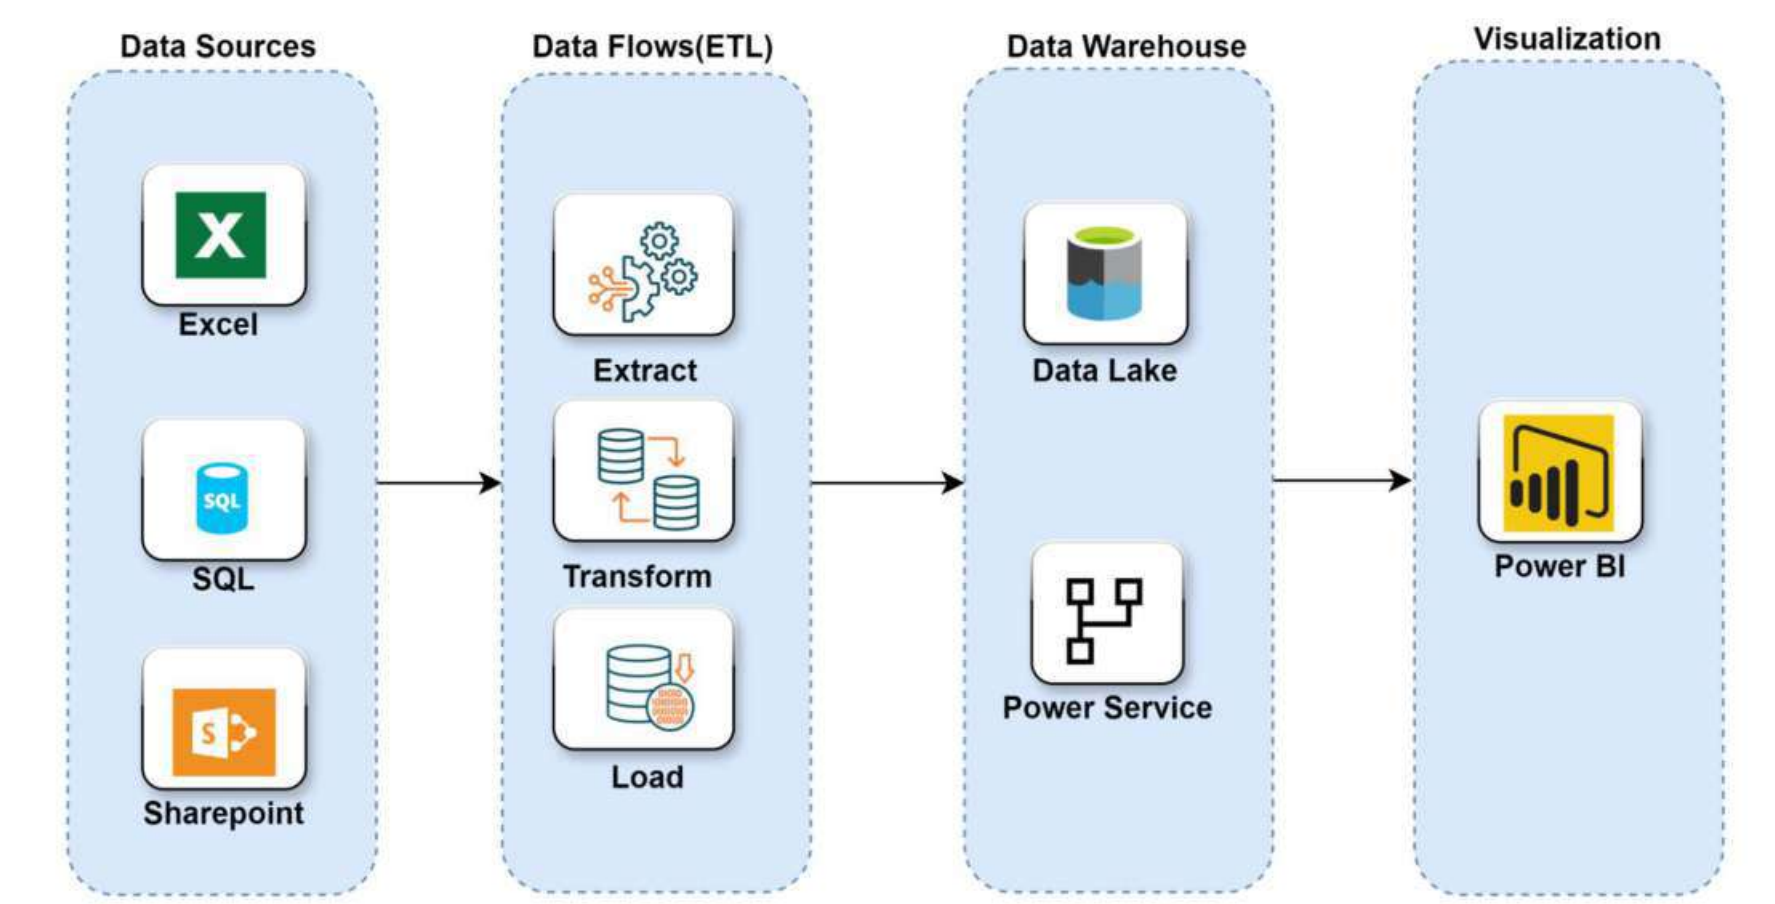 Data Sources
Data Flows(ETL)
Data Warehouse
Visualization
X
Excel
SQL
SQL
S
Sharepoint
Extract
Transform
Load
Data Lake
Power Service
Power BI